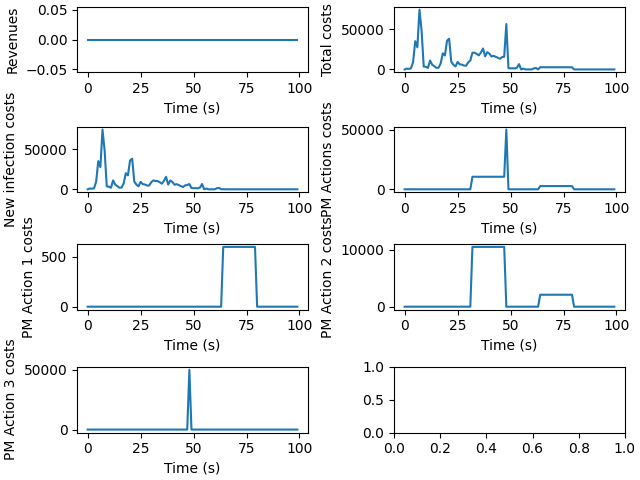 Revenues
0.05
0.00
−0.05
0 25 50 75 100
Time (s)
Total costs
50000
0
0 25 50 75 100
Time (s)
New infection costs
50000
0
0 25 50 75 100
Time (s)
PM Actions costs
50000
0
0 25 50 75 100
Time (s)
PM Action 1 costs
500
0
0 25 50 75 100
Time (s)
PM Action 2 costs
10000
0
0 25 50 75 100
Time (s)
PM Action 3 costs
50000
0
0 25 50 75 100
Time (s)
1.0
0.5
0.0
0.0 0.2 0.4 0.6 0.8 1.0